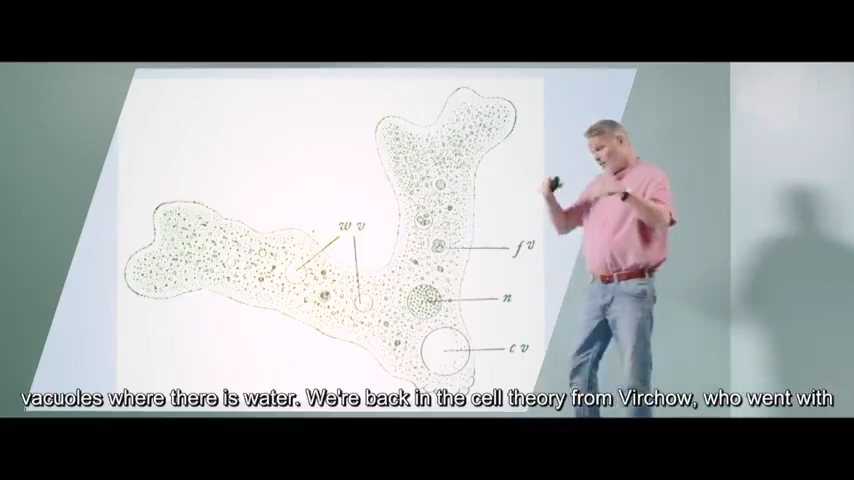 w v
f v
n
c v
vacuoles where there is water. We're back in the cell theory from Virchow, who went with